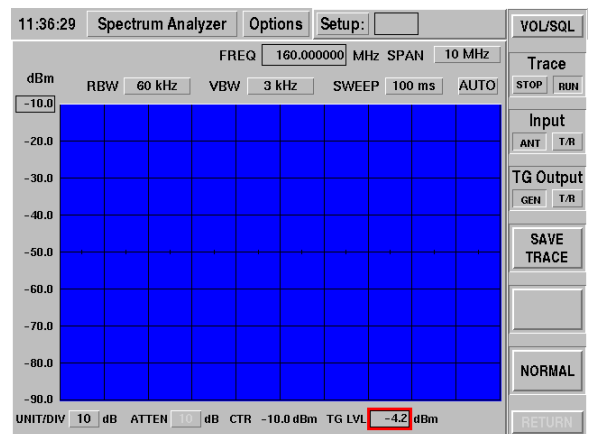 11:36:29 Spectrum Analyzer Options Setup: VOL/SQL
FREQ 160.000000 MHz SPAN 10 MHz
dBm RBW 60 kHz VBW 3 kHz SWEEP 100 ms AUTO
-10.0
-20.0
-30.0
-40.0
-50.0
-60.0
-70.0
-80.0
-90.0
UNIT/DIV 10 dB ATTEN 10 dB CTR -10.0 dBm TG LVL -4.2 dBm
Trace
STOP RUN
Input
ANT T/R
TG Output
GEN T/R
SAVE
TRACE
NORMAL
RETURN